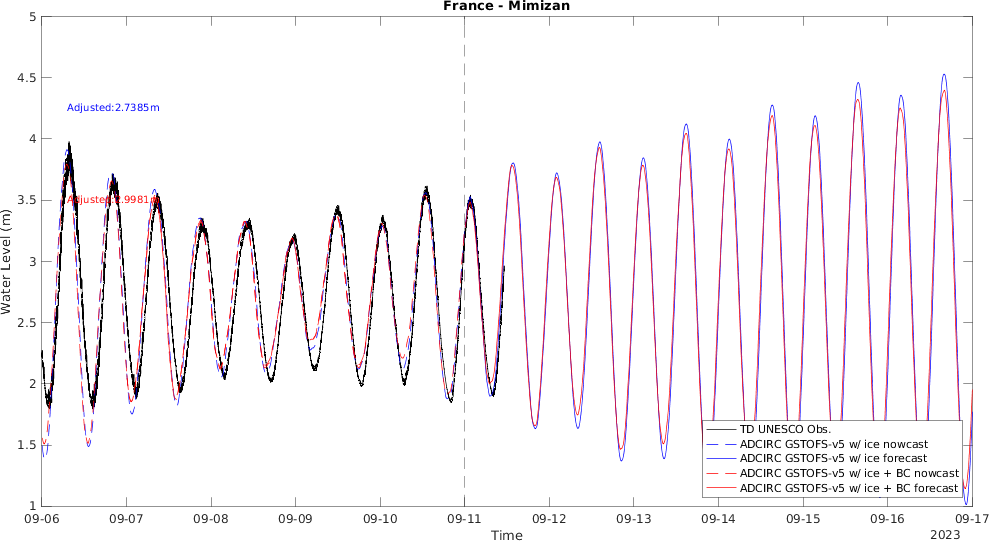 France - Mimizan
5
4.5
4
3.5
3
2.5
2
1.5
1
Water Level (m)
Adjusted:2.7385m
Adjusted:2.9981m
TD UNESCO Obs.
ADCIRC GSTOFS-v5 w/ ice nowcast
ADCIRC GSTOFS-v5 w/ ice forecast
ADCIRC GSTOFS-v5 w/ ice + BC nowcast
ADCIRC GSTOFS-v5 w/ ice + BC forecast
09-06 09-07 09-08 09-09 09-10 09-11 09-12 09-13 09-14 09-15 09-16 09-17
Time
2023